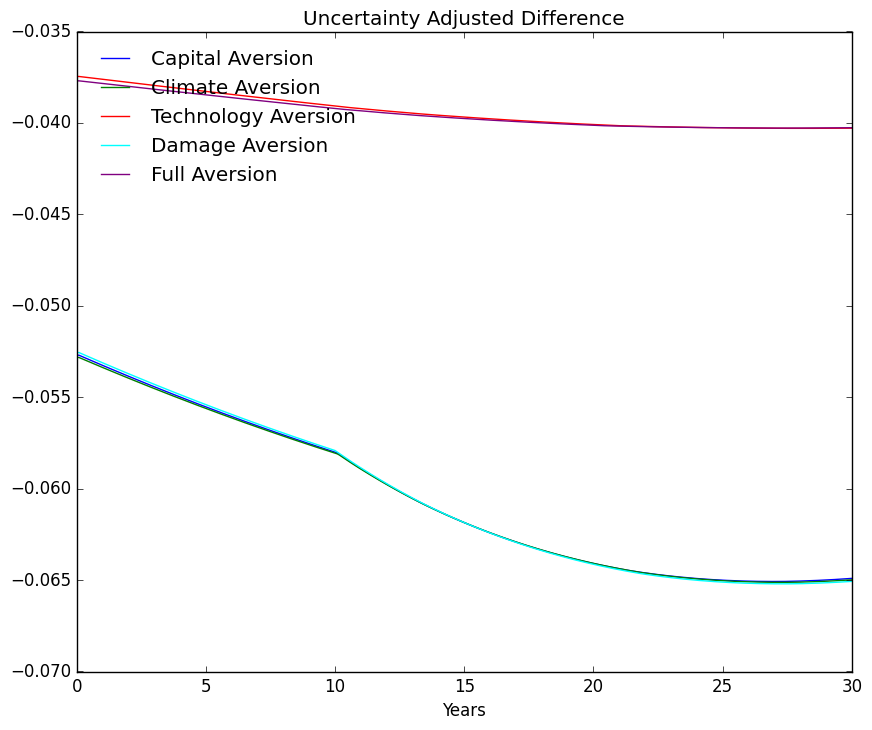 Uncertainty Adjusted Difference
−0.035
−0.040
−0.045
−0.050
−0.055
−0.060
−0.065
−0.070
Capital Aversion
Climate Aversion
Technology Aversion
Damage Aversion
Full Aversion
0 5 10 15 20 25 30
Years